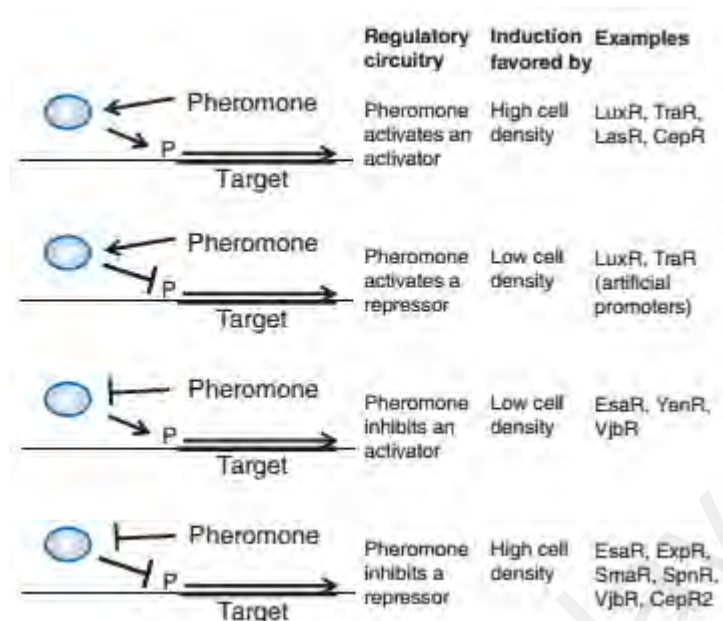 Regulatory circuitry Induction favored by Examples
Pheromone
P
Target
Pheromone activates an activator
High cell density
LuxR, TraR, LasR, CepR
Pheromone
P
Target
Pheromone activates a repressor
Low cell density
LuxR, TraR (artificial promoters)
Pheromone
P
Target
Pheromone inhibits an activator
Low cell density
EsaR, YenR, VjbR
Pheromone
P
Target
Pheromone inhibits a repressor
High cell density
EsaR, ExpR, SmaR, SpnR, VjbR, CepR2